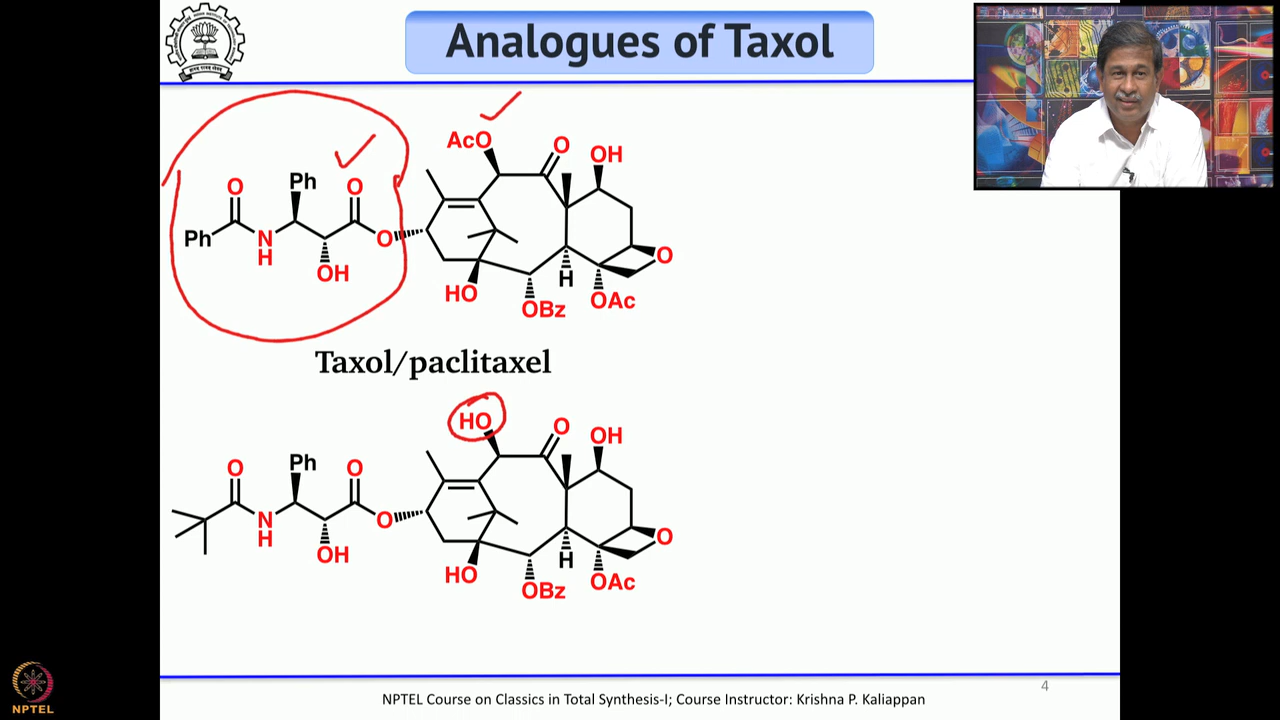 Analogues of Taxol
AcO
O
OH
O
Ph
O
Ph
N
H
O
OH
HO
H
O
OBz
OAc
Taxol/paclitaxel
HO
O
OH
O
Ph
O
N
H
O
OH
HO
H
O
OBz
OAc
4
NPTEL Course on Classics in Total Synthesis-I; Course Instructor: Krishna P. Kaliappan
NPTEL